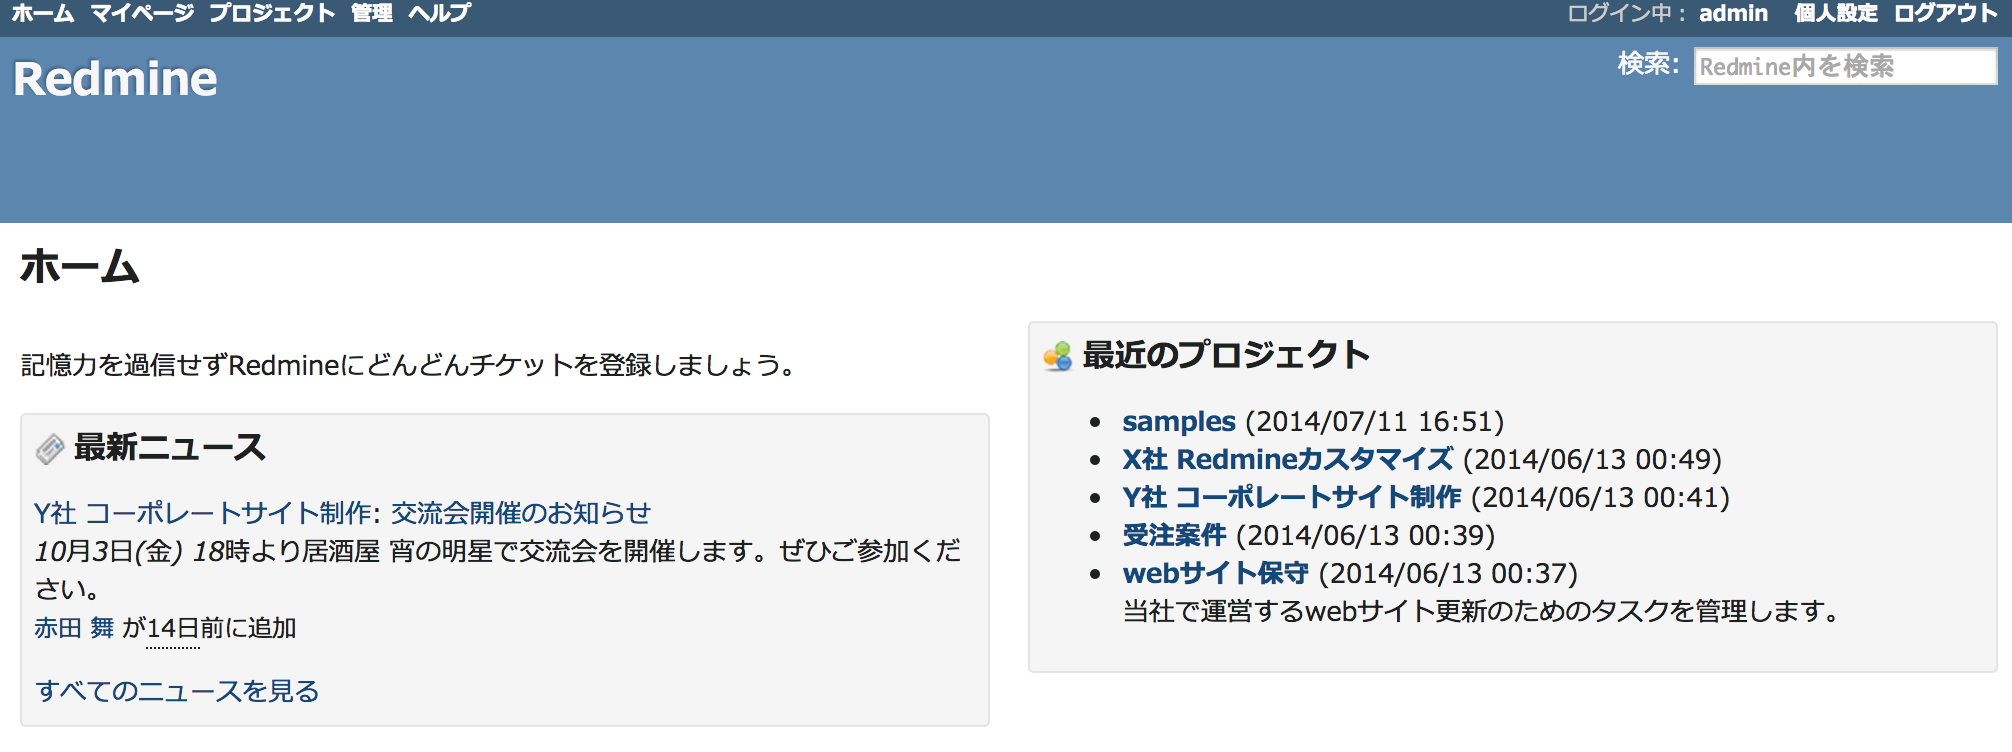 ホーム マイページ プロジェクト 管理 ヘルプ
ログイン中： admin 個人設定 ログアウト
Redmine
検索: Redmine内を検索
ホーム
記憶力を過信せずRedmineにどんどんチケットを登録しましょう。
最新ニュース
Y社 コーポレートサイト制作: 交流会開催のお知らせ
10月3日(金) 18時より居酒屋 宵の明星で交流会を開催します。ぜひご参加くだ
さい。
赤田 舞 が14日前に追加
すべてのニュースを見る
最近のプロジェクト
samples (2014/07/11 16:51)
X社 Redmineカスタマイズ (2014/06/13 00:49)
Y社 コーポレートサイト制作 (2014/06/13 00:41)
受注案件 (2014/06/13 00:39)
webサイト保守 (2014/06/13 00:37)
当社で運営するwebサイト更新のためのタスクを管理します。